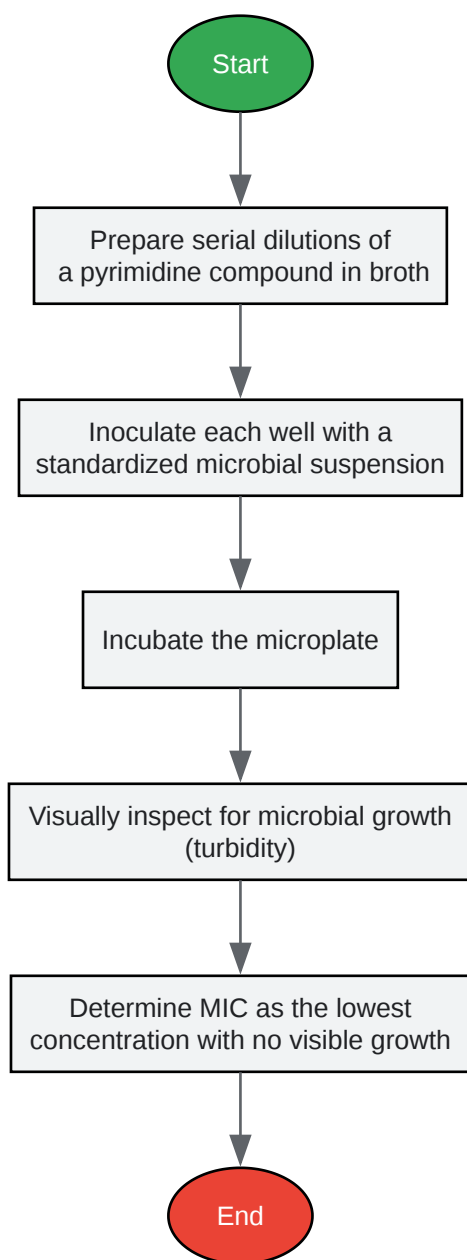 Start
Prepare serial dilutions of
a pyrimidine compound in broth
Inoculate each well with a
standardized microbial suspension
Incubate the microplate
Visually inspect for microbial growth
(turbidity)
Determine MIC as the lowest
concentration with no visible growth
End